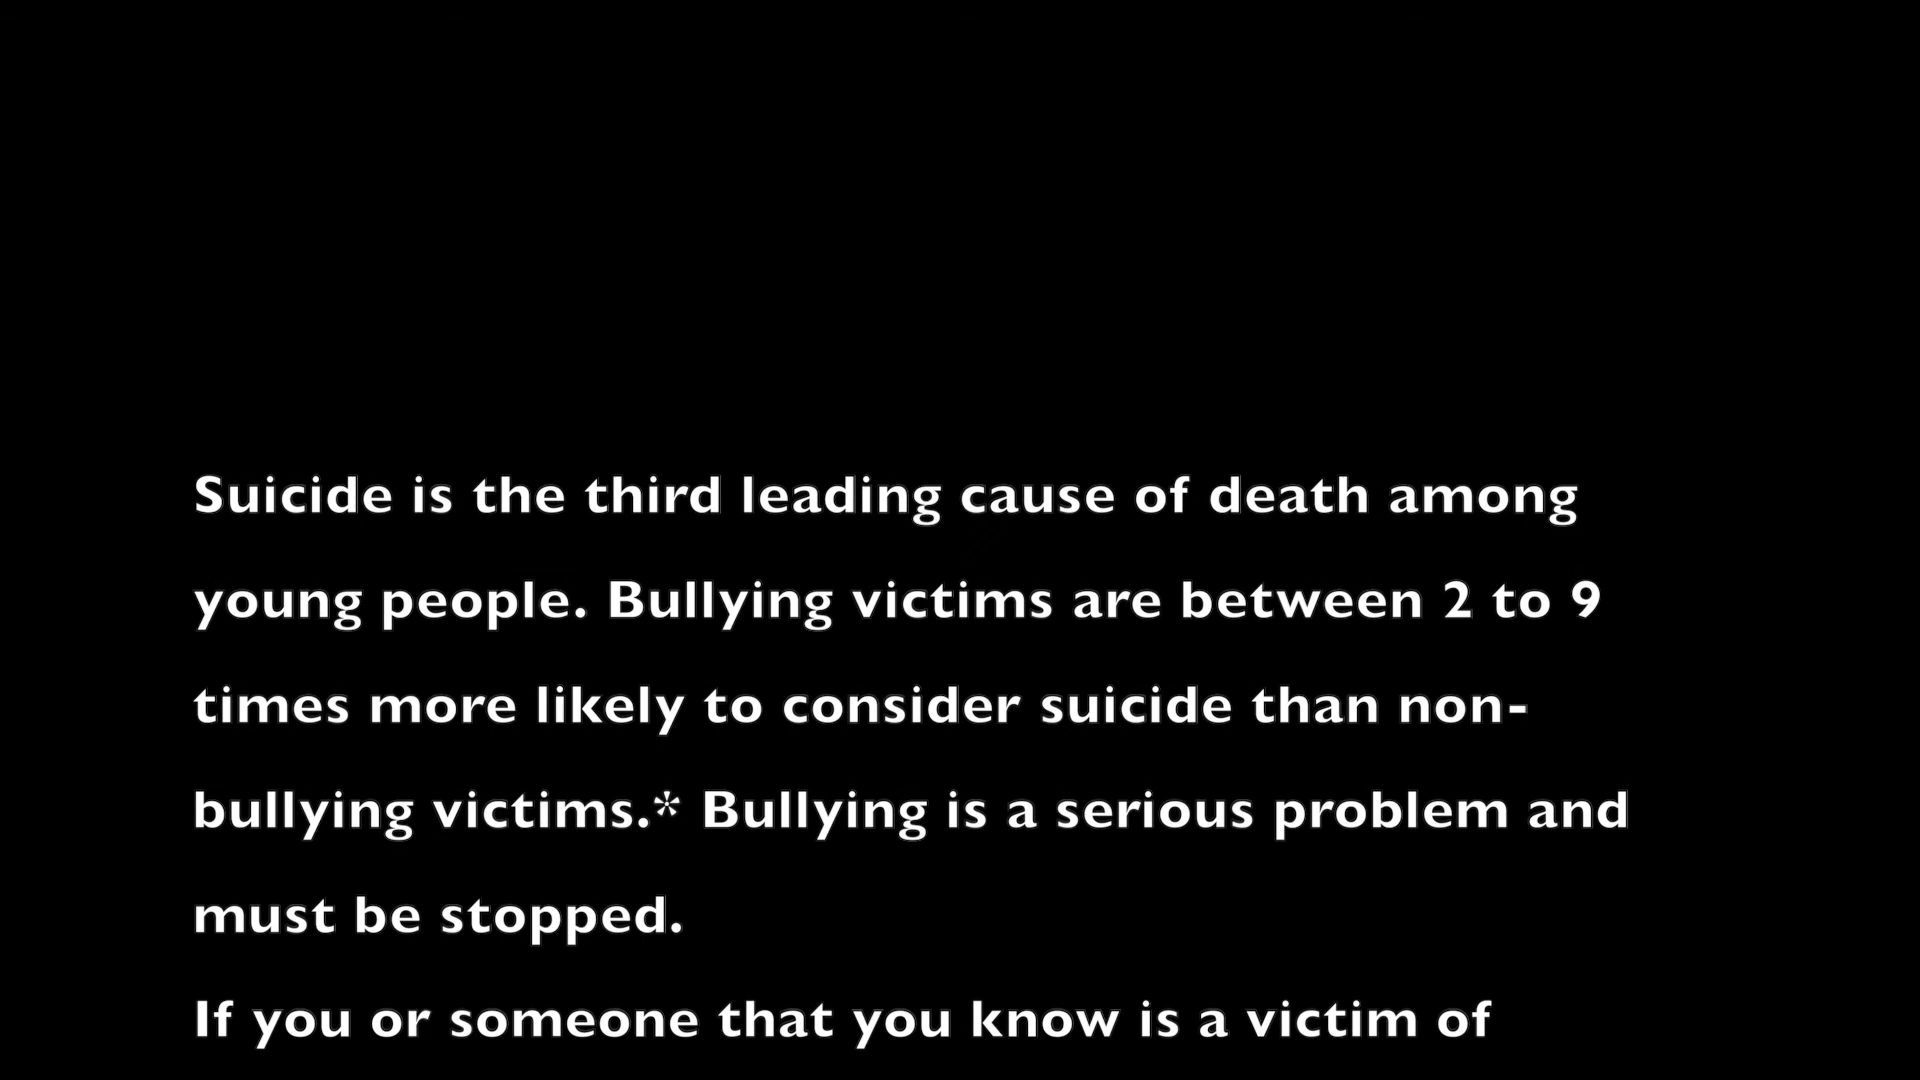 Suicide is the third leading cause of death among
young people. Bullying victims are between 2 to 9
times more likely to consider suicide than non-
bullying victims.* Bullying is a serious problem and
must be stopped.
If you or someone that you know is a victim of